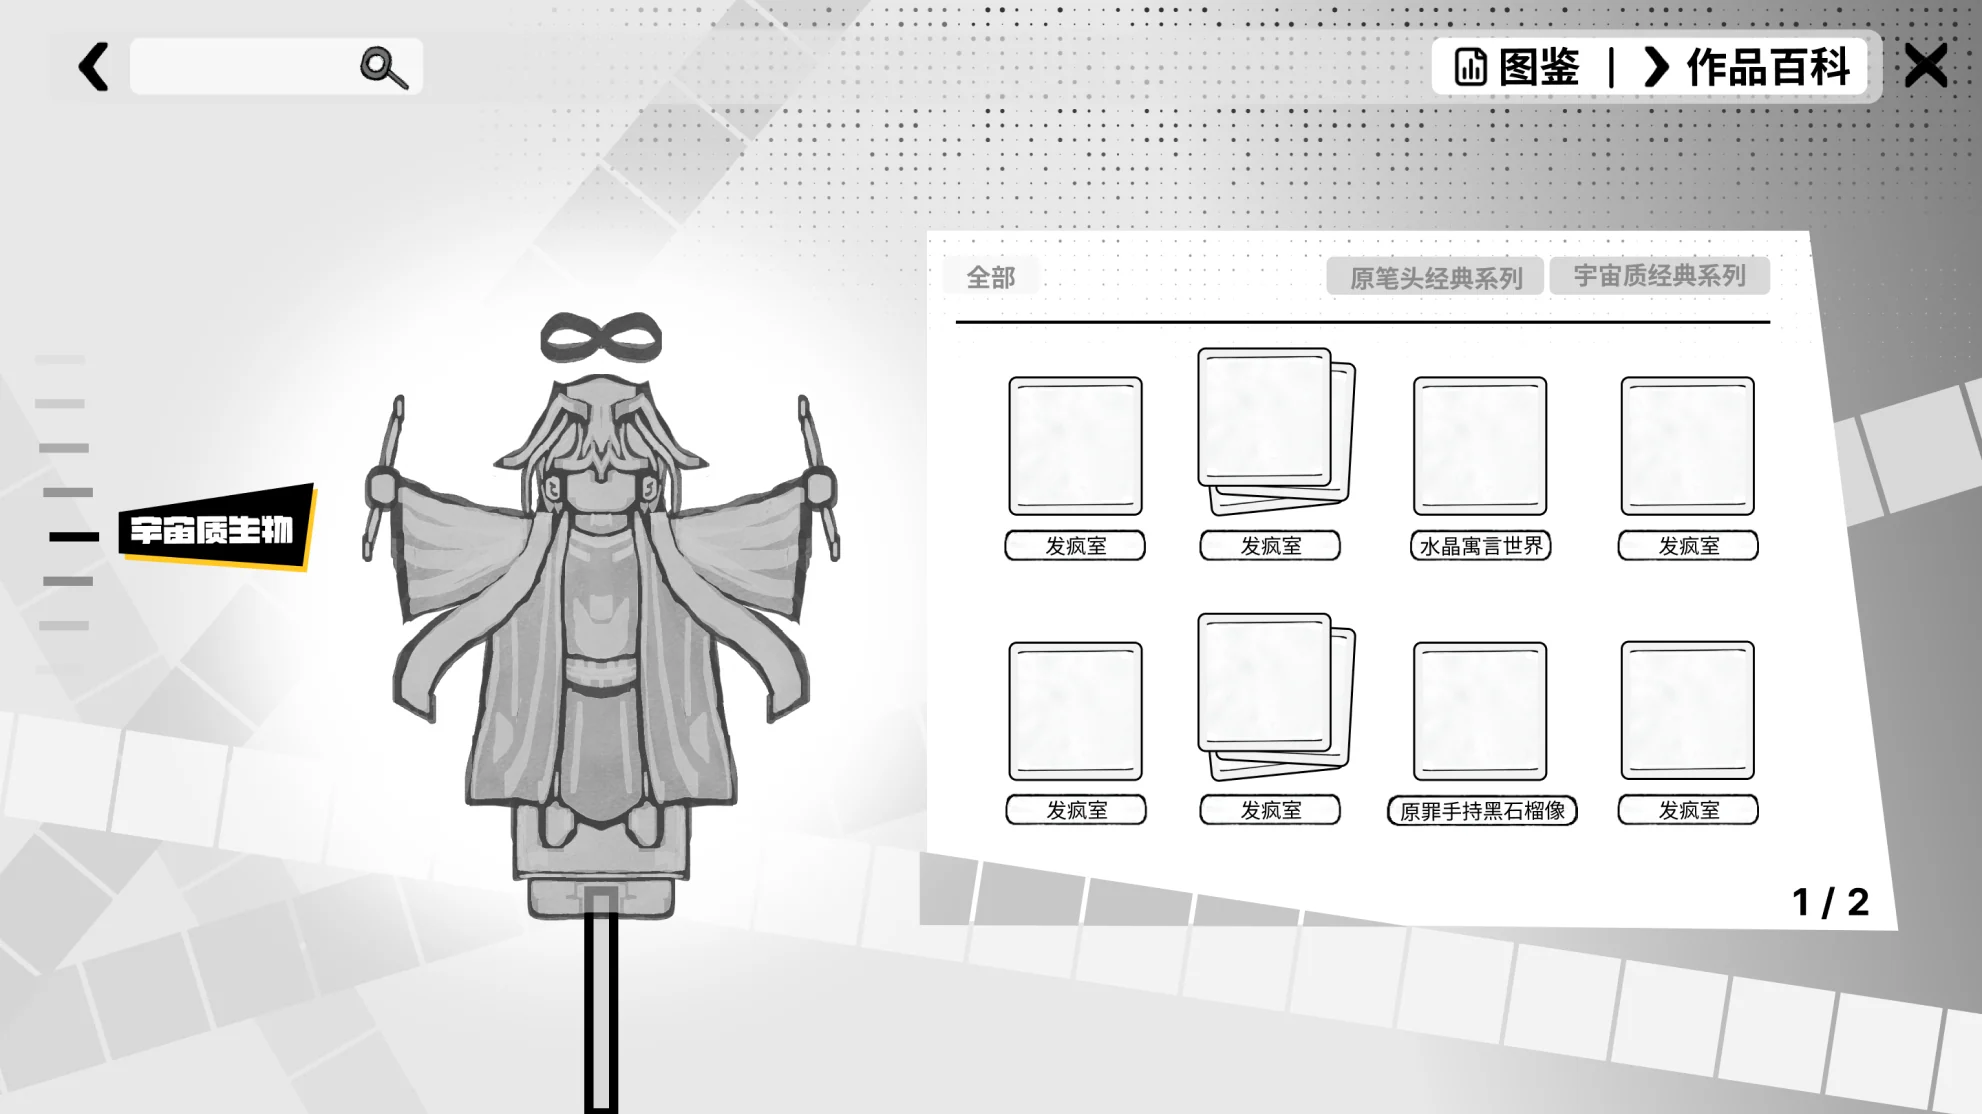 图鉴 | 作品百科
全部
原笔头经典系列
宇宙质经典系列
宇宙质生物
发疯室
发疯室
水晶寓言世界
发疯室
发疯室
发疯室
原罪手持黑石榴像
发疯室
1 / 2